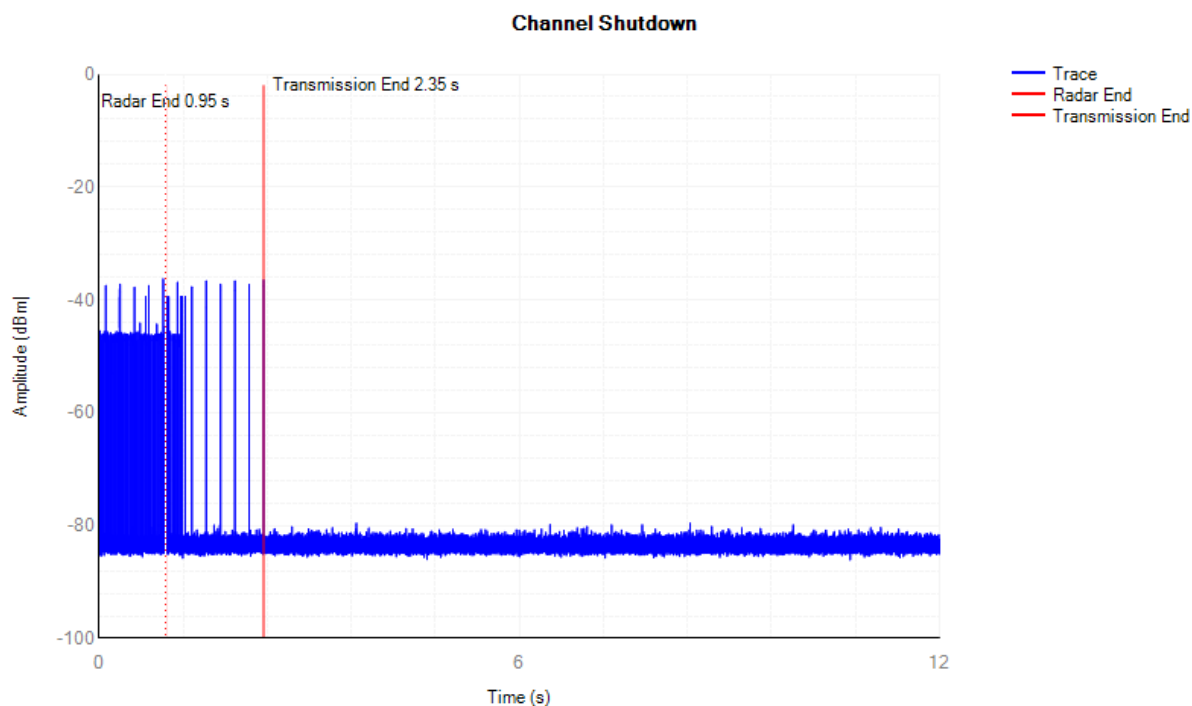 Channel Shutdown
0
Transmission End 2.35 s
Radar End 0.95 s
Trace
Radar End
Transmission End
-20
-40
-60
-80
-100
Amplitude (dBm|
0
6
12
Time (s)